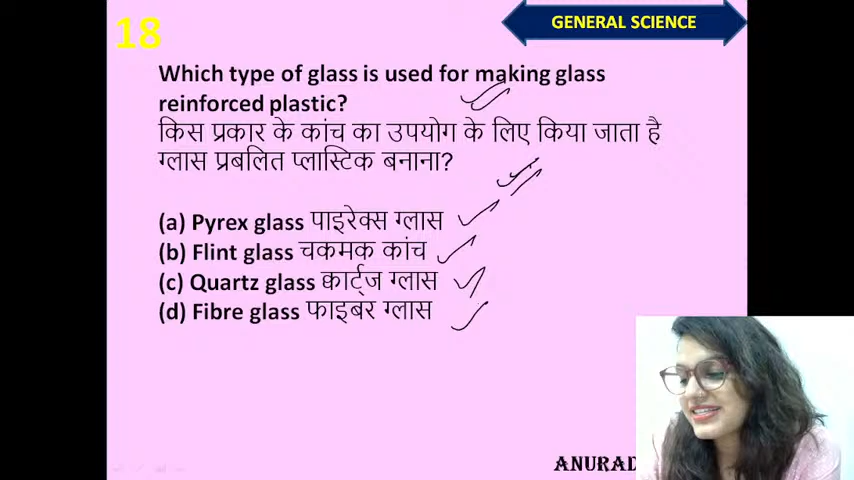 18
GENERAL SCIENCE
Which type of glass is used for making glass
reinforced plastic?
किस प्रकार के कांच का उपयोग के लिए किया जाता है
ग्लास प्रबलित प्लास्टिक बनाना?
(a) Pyrex glass पाइरेक्स ग्लास
(b) Flint glass चकमक कांच
(c) Quartz glass क्वार्ट्ज ग्लास
(d) Fibre glass फाइबर ग्लास
ANURAD